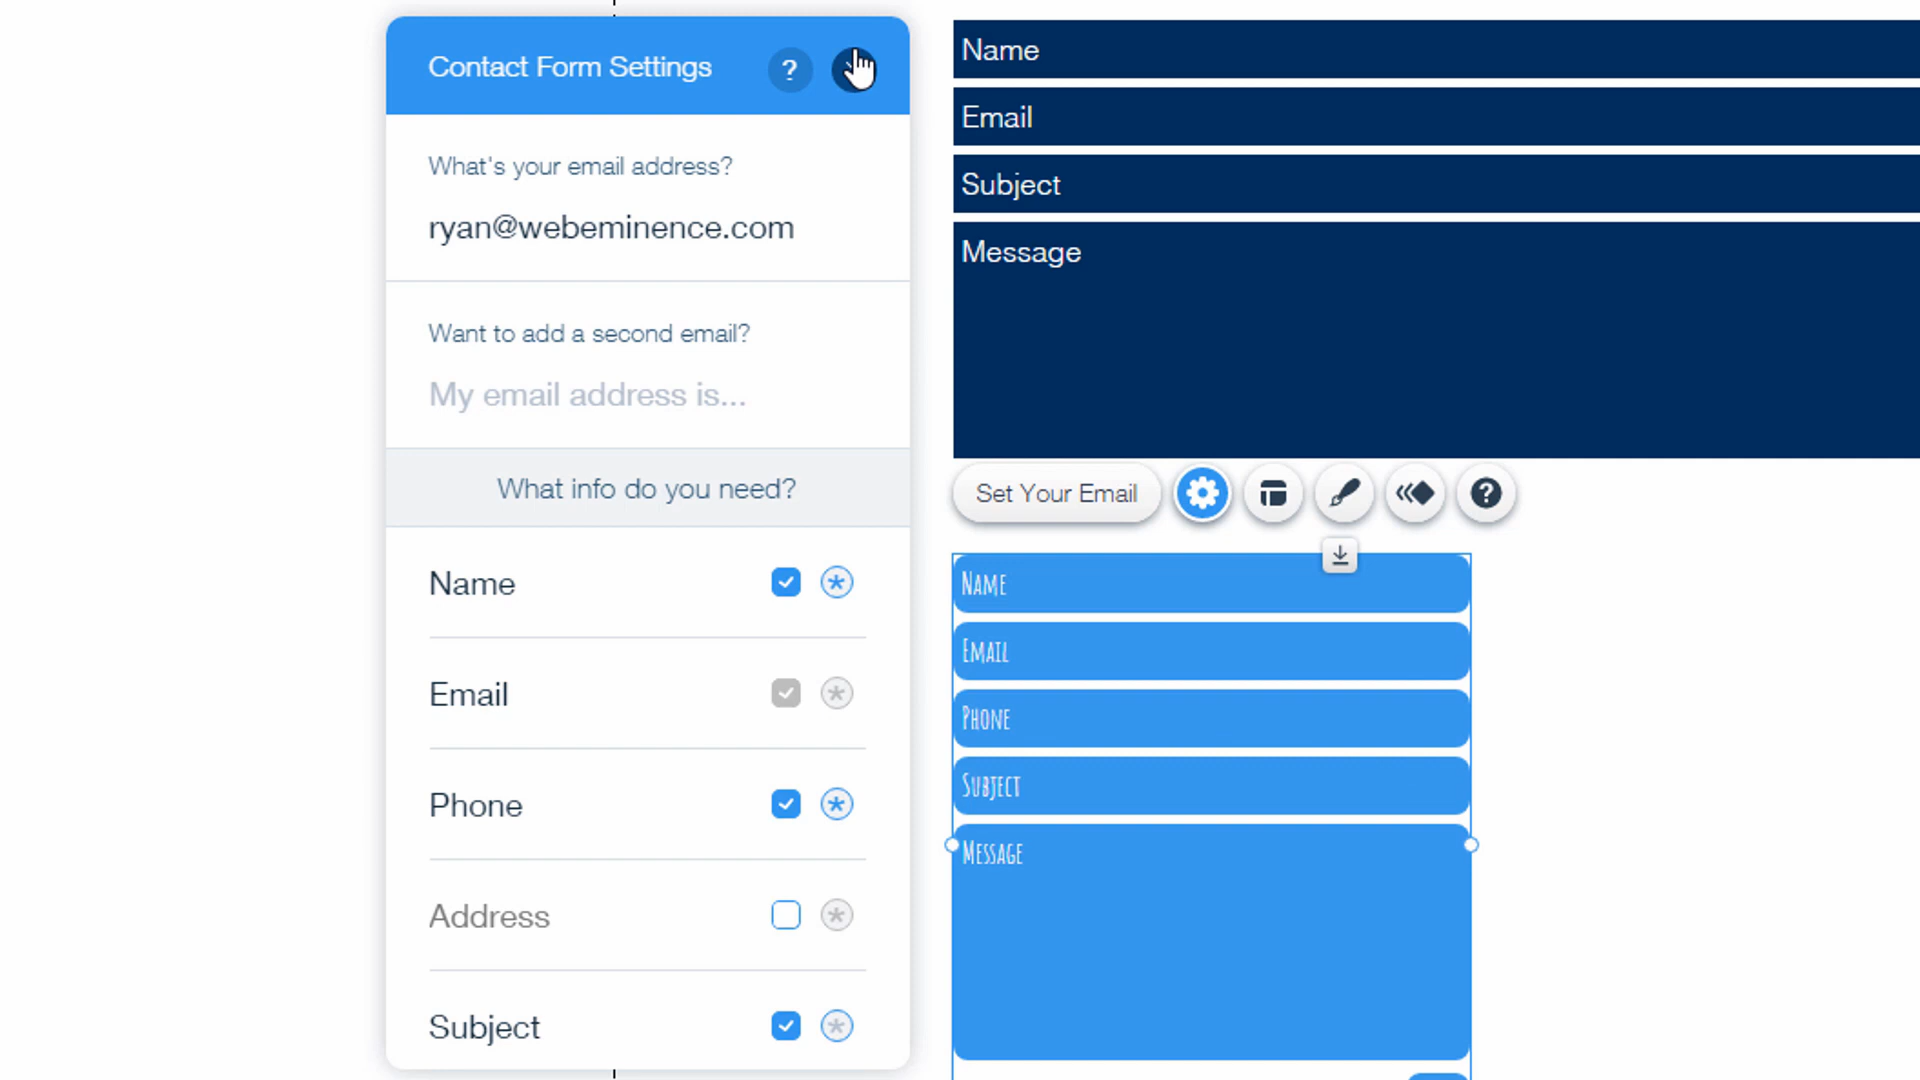 Contact Form Settings ?
What's your email address?
ryan@webeminence.com
Want to add a second email?
My email address is...
What info do you need?
Name
Email
Phone
Address
Subject
Name
Email
Subject
Message
Set Your Email ?
NAME
EMAIL
PHONE
SUBJECT
MESSAGE